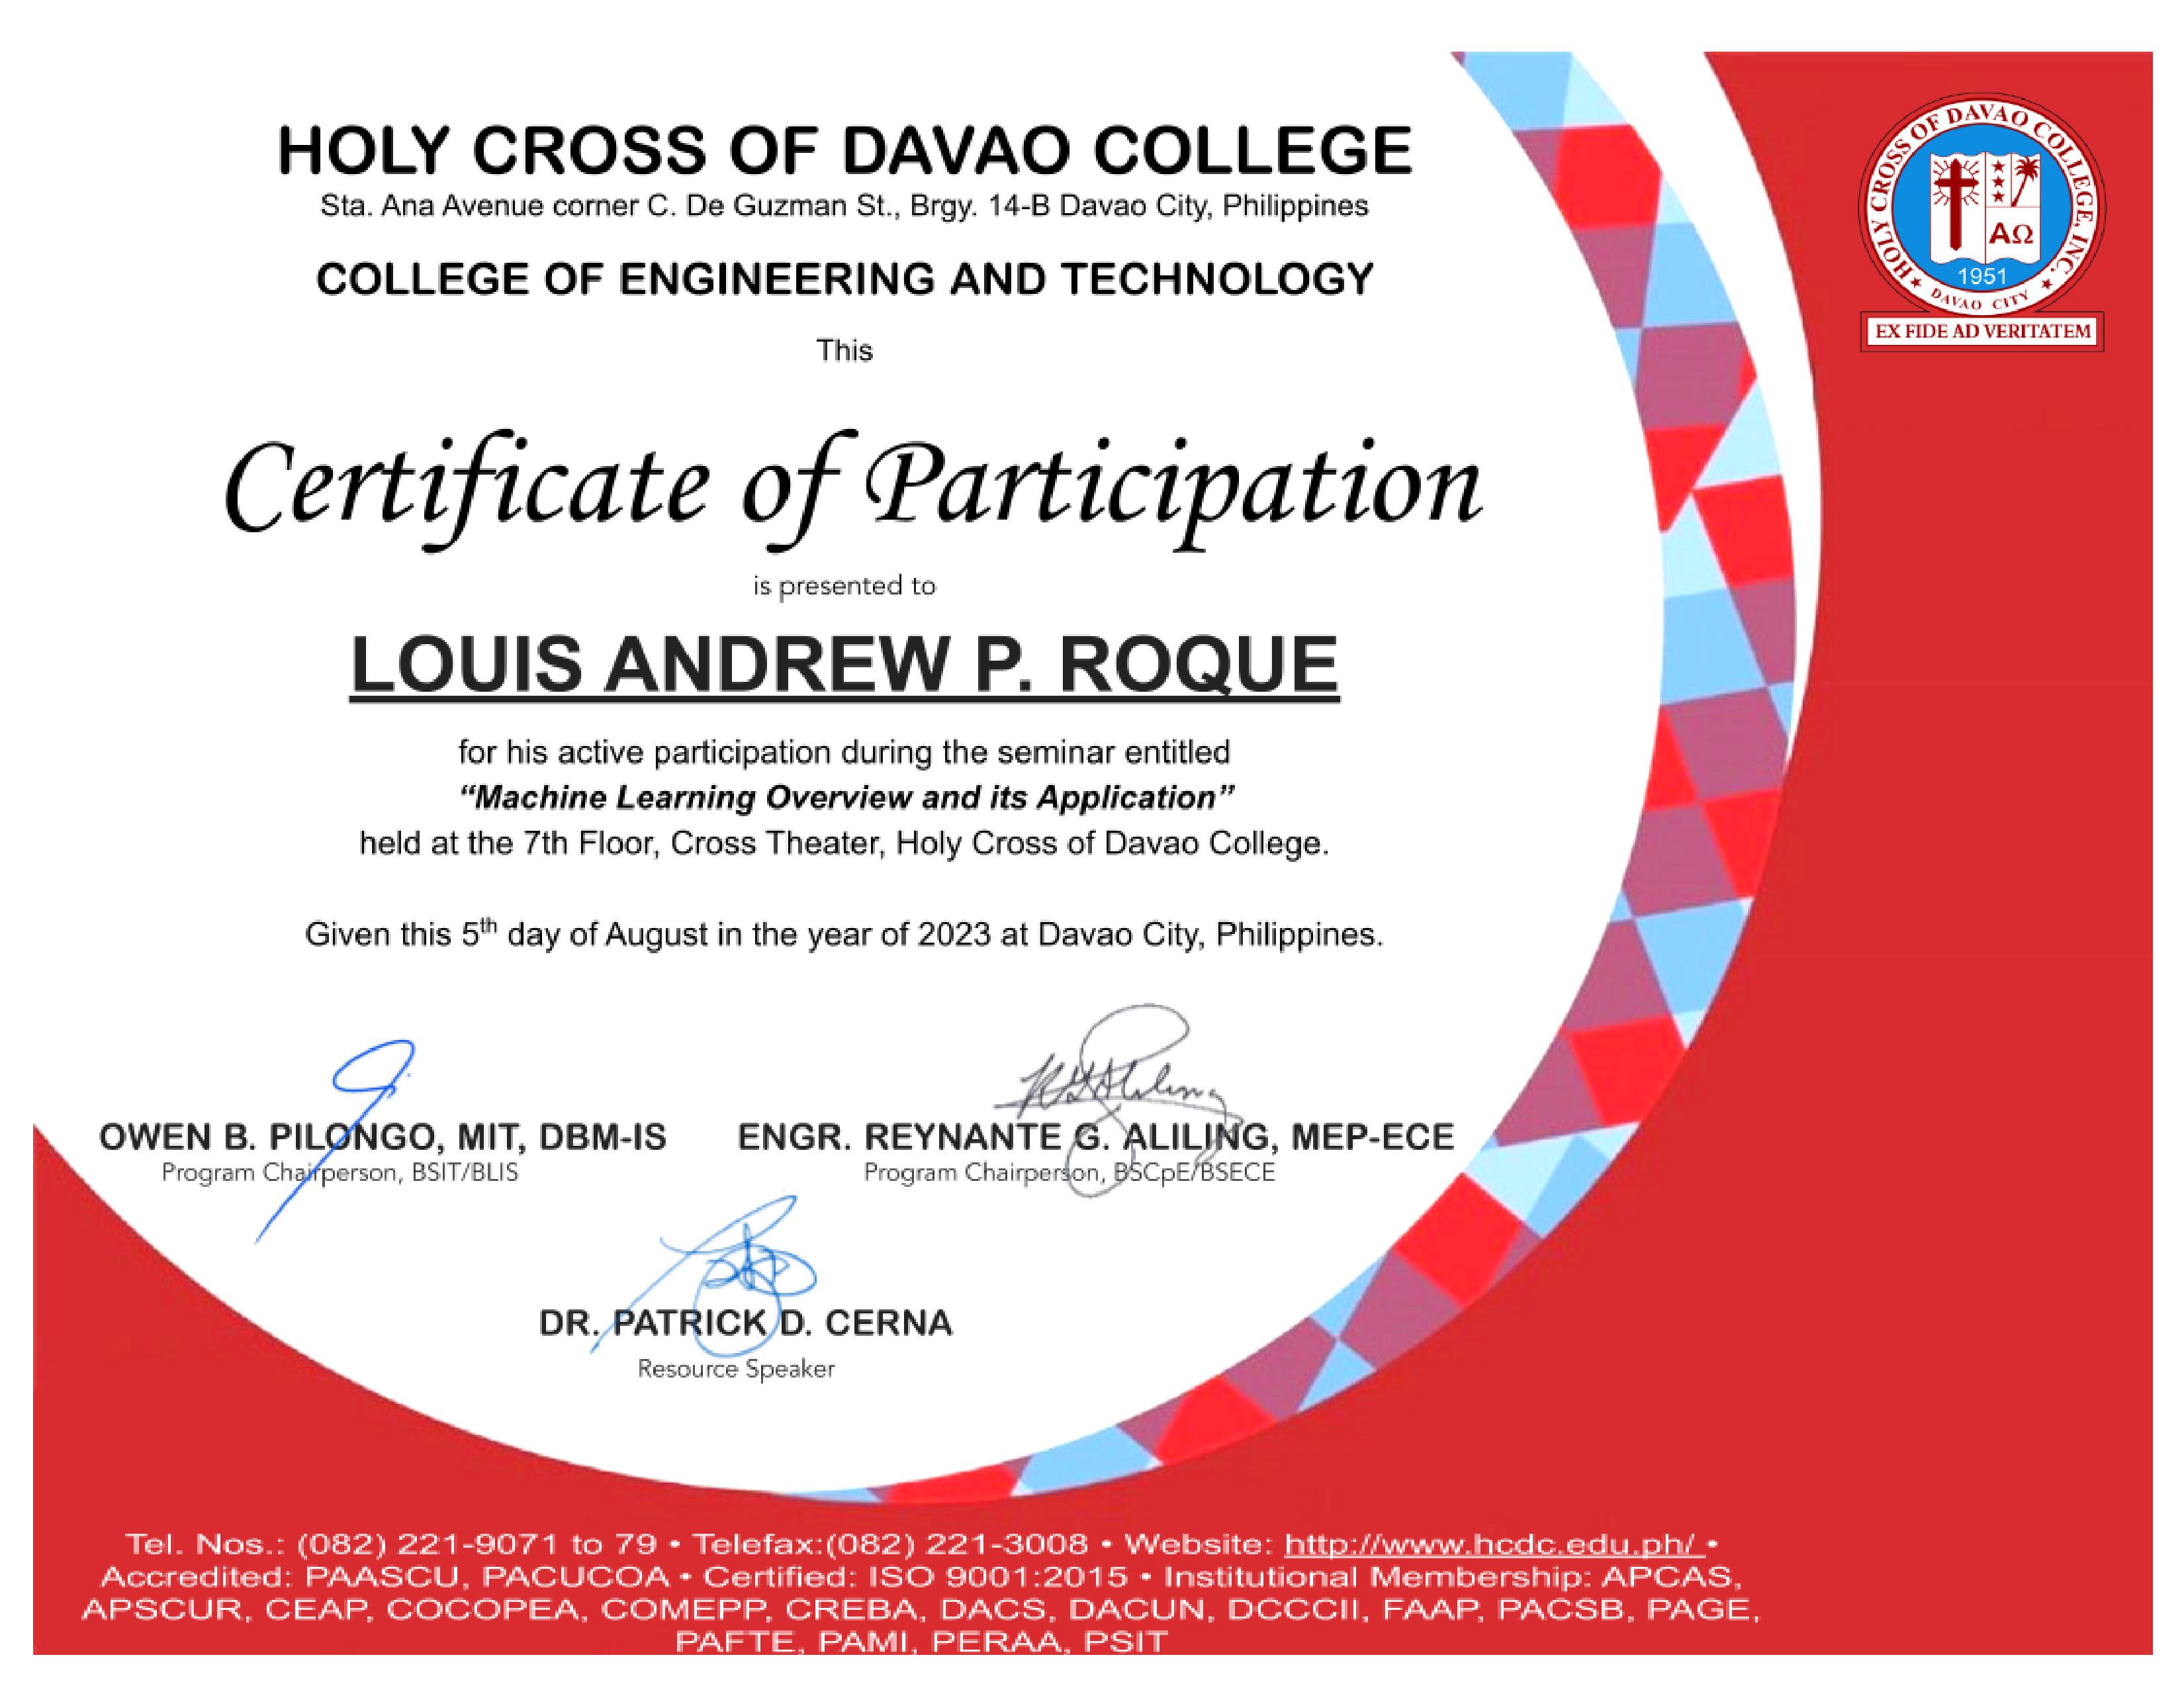 HOLY CROSS OF DAVAO COLLEGE
Sta. Ana Avenue corner C. De Guzman St., Brgy. 14-B Davao City, Philippines
COLLEGE OF ENGINEERING AND TECHNOLOGY
This
Certificate of Participation
is presented to
LOUIS ANDREW P. ROQUE
for his active participation during the seminar entitled
“Machine Learning Overview and its Application”
held at the 7th Floor, Cross Theater, Holy Cross of Davao College.
Given this 5th day of August in the year of 2023 at Davao City, Philippines.
OWEN B. PILONGO, MIT, DBM-IS
Program Chairperson, BSIT/BLIS
ENGR. REYNANTE G. ALILING, MEP-ECE
Program Chairperson, BSCpE/BSECE
DR. PATRICK D. CERNA
Resource Speaker
HOLY CROSS OF DAVAO COLLEGE, INC.
ΑΩ
1951
DAVAO CITY
EX FIDE AD VERITATEM
Tel. Nos.: (082) 221-9071 to 79 • Telefax:(082) 221-3008 • Website: http://www.hcdc.edu.ph/ •
Accredited: PAASCU, PACUCOA • Certified: ISO 9001:2015 • Institutional Membership: APCAS,
APSCUR, CEAP, COCOPEA, COMEPP, CREBA, DACS, DACUN, DCCCII, FAAP, PACSB, PAGE,
PAFTE, PAMI, PERAA, PSIT